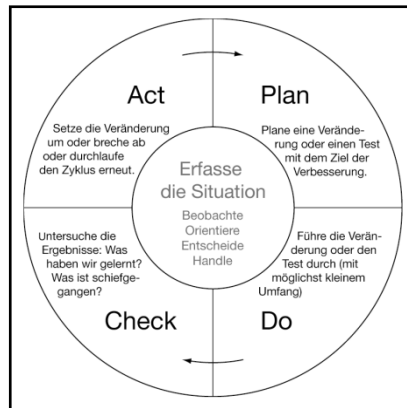 Act
Setze die Veränderung
um oder breche ab
oder durchlaufe
den Zyklus erneut.
Plan
Plane eine Verände-
rung oder einen Test
mit dem Ziel der
Verbesserung.
Erfasse
die Situation
Beobachte
Orientiere
Entscheide
Handle
Untersuche die
Ergebnisse: Was
haben wir gelernt?
Was ist schiefge-
gangen?
Check
Führe die Verän-
derung oder den
Test durch (mit
möglichst kleinem
Umfang)
Do